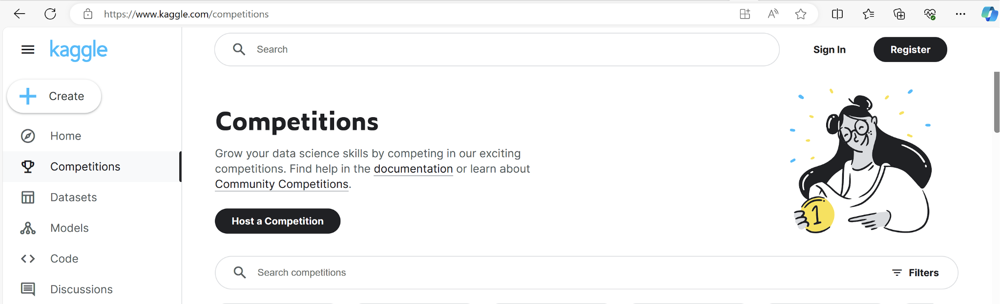 https://www.kaggle.com/competitions
kaggle
Search
Sign In
Register
Create
Home
Competitions
Datasets
Models
Code
Discussions
Competitions
Grow your data science skills by competing in our exciting
competitions. Find help in the documentation or learn about
Community Competitions.
Host a Competition
1
Search competitions
Filters